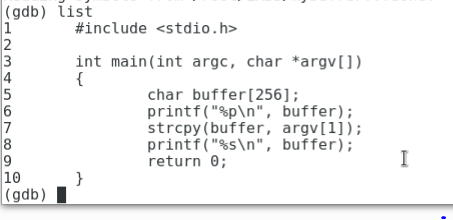 (gdb) list
1       #include <stdio.h>
2
3       int main(int argc, char *argv[])
4       {
5               char buffer[256];
6               printf("%p\n", buffer);
7               strcpy(buffer, argv[1]);
8               printf("%s\n", buffer);
9               return 0;
10      }
(gdb)